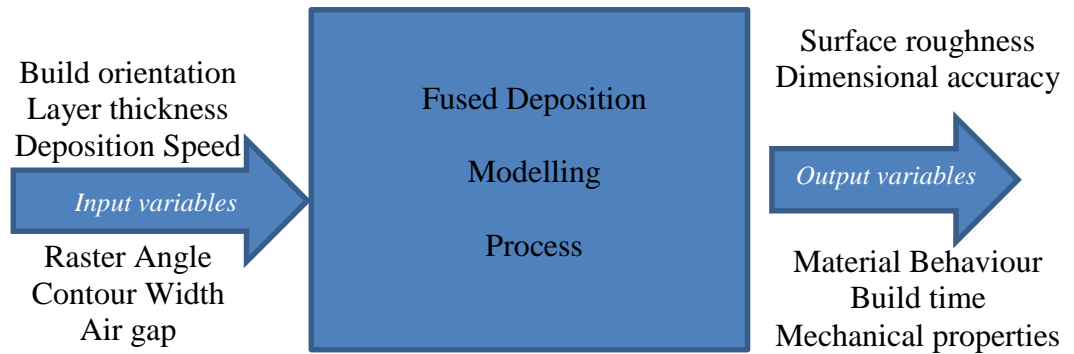 Build orientation
Layer thickness
Deposition Speed
Input variables
Raster Angle
Contour Width
Air gap
Fused Deposition
Modelling
Process
Surface roughness
Dimensional accuracy
Output variables
Material Behaviour
Build time
Mechanical properties